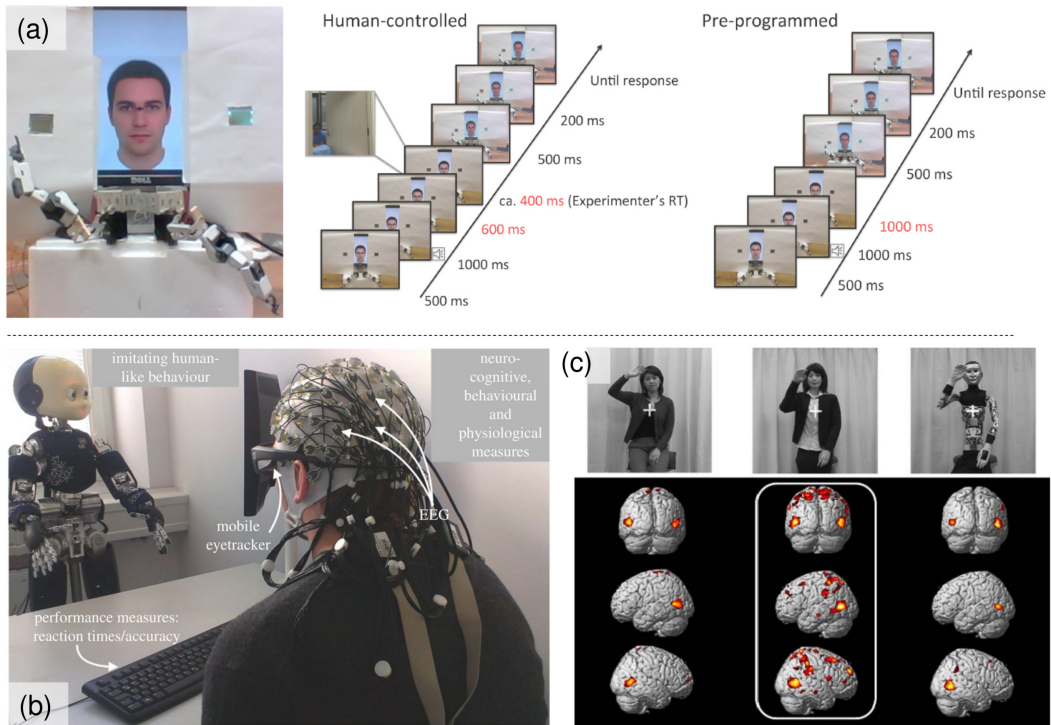 (a)
DELL
Human-controlled
Until response
200 ms
500 ms
ca. 400 ms (Experimenter's RT)
600 ms
1000 ms
500 ms
Pre-programmed
Until response
200 ms
500 ms
1000 ms
1000 ms
500 ms
imitating human-
like behaviour
neuro-
cognitive,
behavioural
and
physiological
measures
EEG
mobile
eyetracker
performance measures:
reaction times/accuracy
(b)
(c)